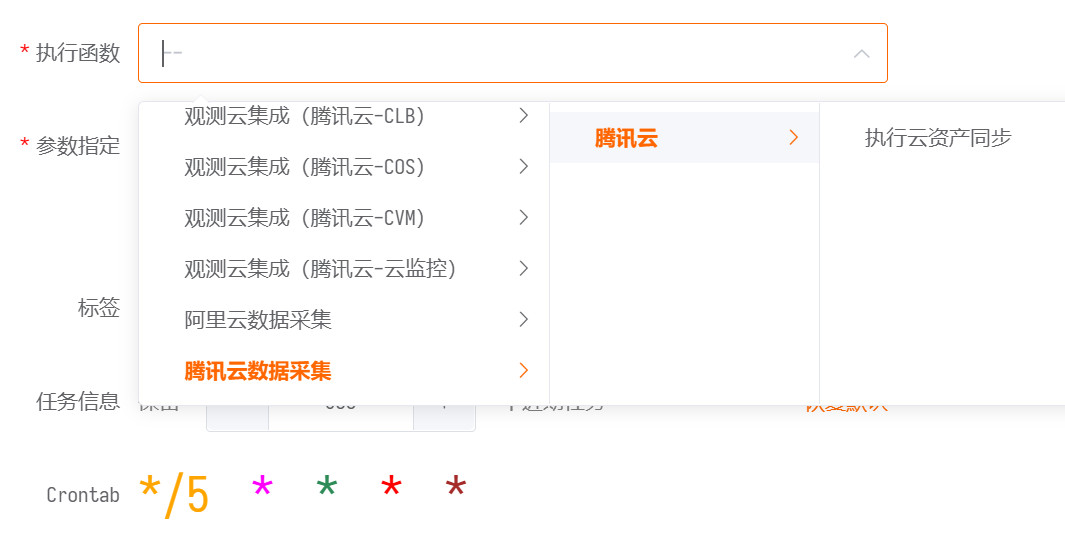 * 执行函数
--
* 参数指定
观测云集成（腾讯云-CLB）
观测云集成（腾讯云-COS）
观测云集成（腾讯云-CVM）
观测云集成（腾讯云-云监控）
阿里云数据采集
腾讯云数据采集
腾讯云
执行云资产同步
标签
任务信息
恢复默认
Crontab */5 * * * *